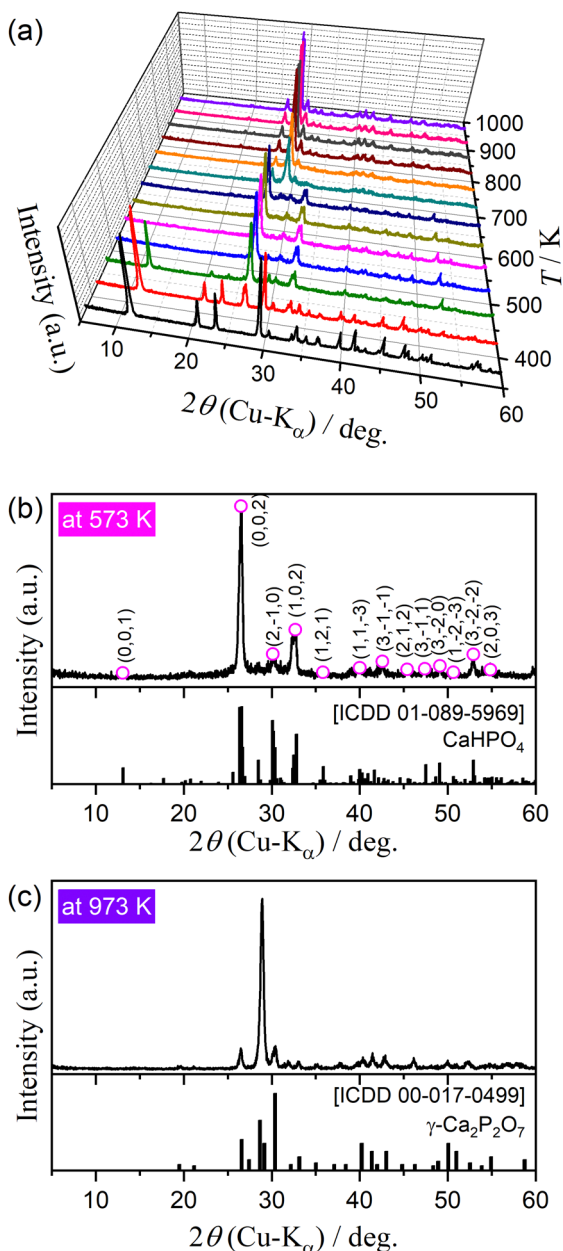 (a)
Intensity (a.u.)
1000
900
800
700
600
500
400
T / K
10
20
30
40
50
60
2θ (Cu-Kα) / deg.
(b)
at 573 K
Intensity (a.u.)
(0,0,1)
(0,0,2)
(2,-1,0)
(1,0,2)
(1,2,1)
(1,1,-3)
(3,-1,-1)
(2,1,2)
(3,-1,1)
(3,-2,0)
(1,-2,-3)
(3,-2,-2)
(2,0,3)
[ICDD 01-089-5969]
CaHPO4
10 20 30 40 50 60
2θ (Cu-Kα) / deg.
(c)
at 973 K
Intensity (a.u.)
[ICDD 00-017-0499]
γ-Ca2P2O7
10 20 30 40 50 60
2θ (Cu-Kα) / deg.